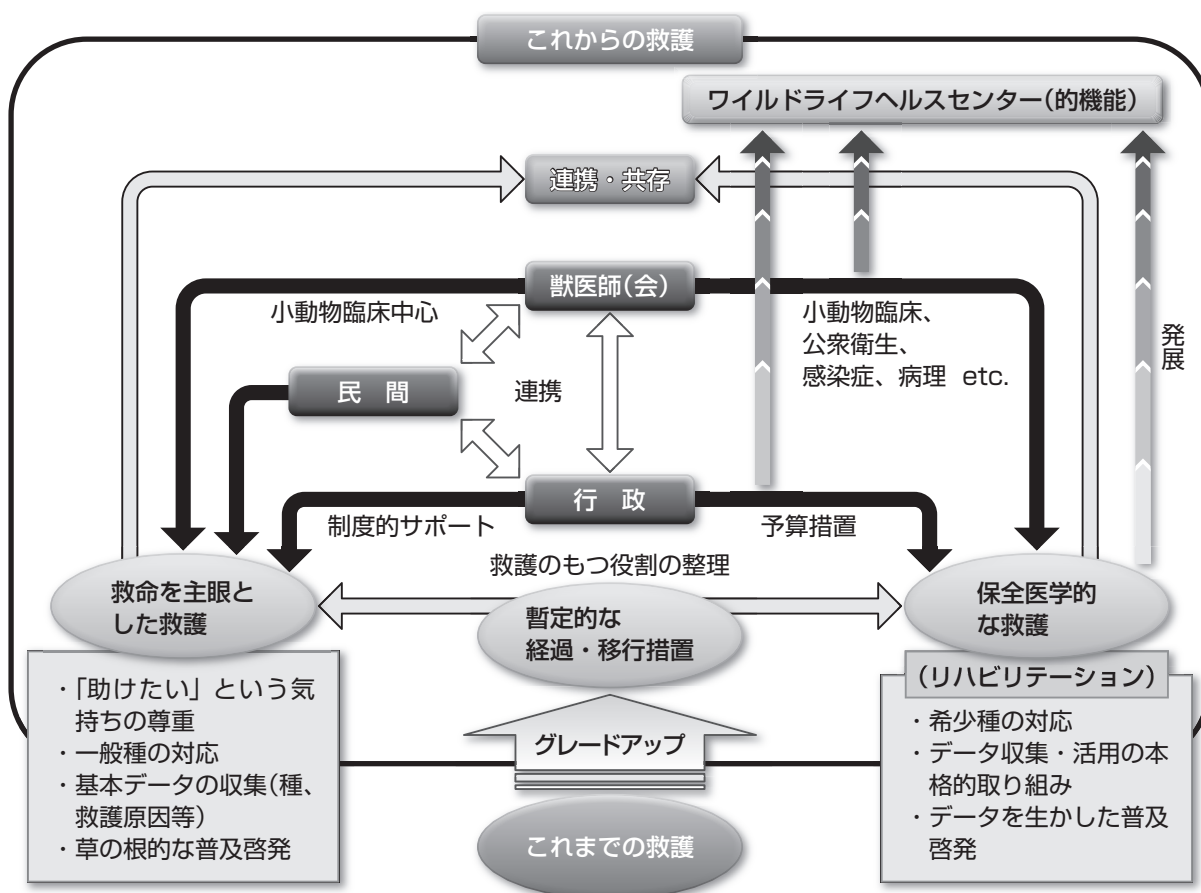 これからの救護
ワイルドライフヘルスセンター(的機能)
連携・共存
獣医師(会)
小動物臨床中心
小動物臨床、
公衆衛生、
感染症、病理 etc.
発展
民　間
連携
行　政
制度的サポート
予算措置
救護のもつ役割の整理
救命を主眼と
した救護
暫定的な
経過・移行措置
保全医学的
な救護
・「助けたい」という気
持ちの尊重
・一般種の対応
・基本データの収集(種、
救護原因等)
・草の根的な普及啓発
グレードアップ
(リハビリテーション)
・希少種の対応
・データ収集・活用の本
格的取り組み
・データを生かした普及
啓発
これまでの救護